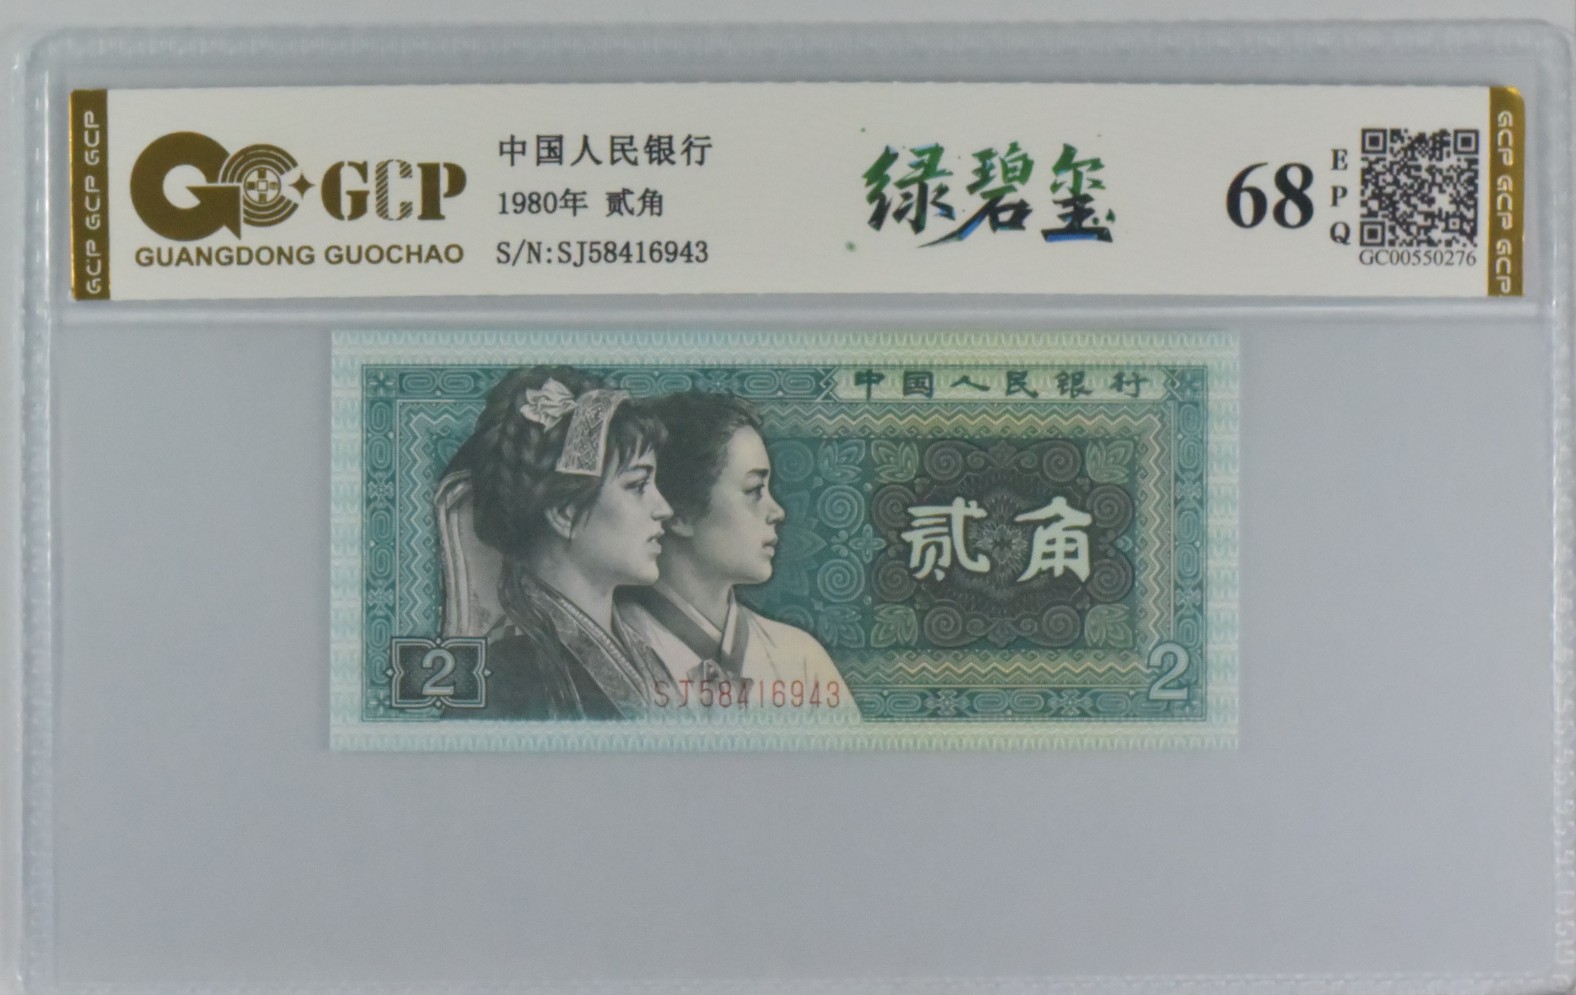 GCP GCP GCP
GCP
GUANGDONG GUOCHAO
中国人民银行
1980年 贰角
S/N:SJ58416943
绿碧玺
68
EPQ
GC00550276
GCP GCP GCP
中国人民银行
贰角
2
SJ58416943
2